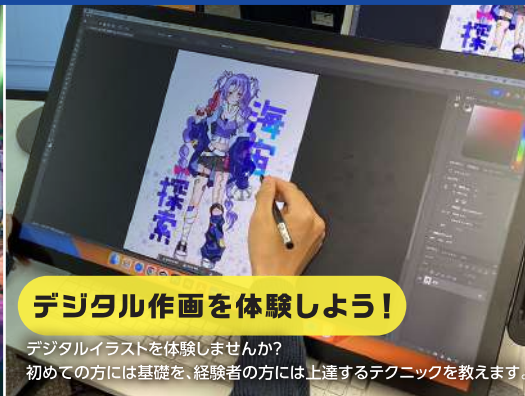 探
海宿
探索
デジタル作画を体験しよう！
デジタルイラストを体験しませんか?
初めての方には基礎を、経験者の方には上達するテクニックを教えます。